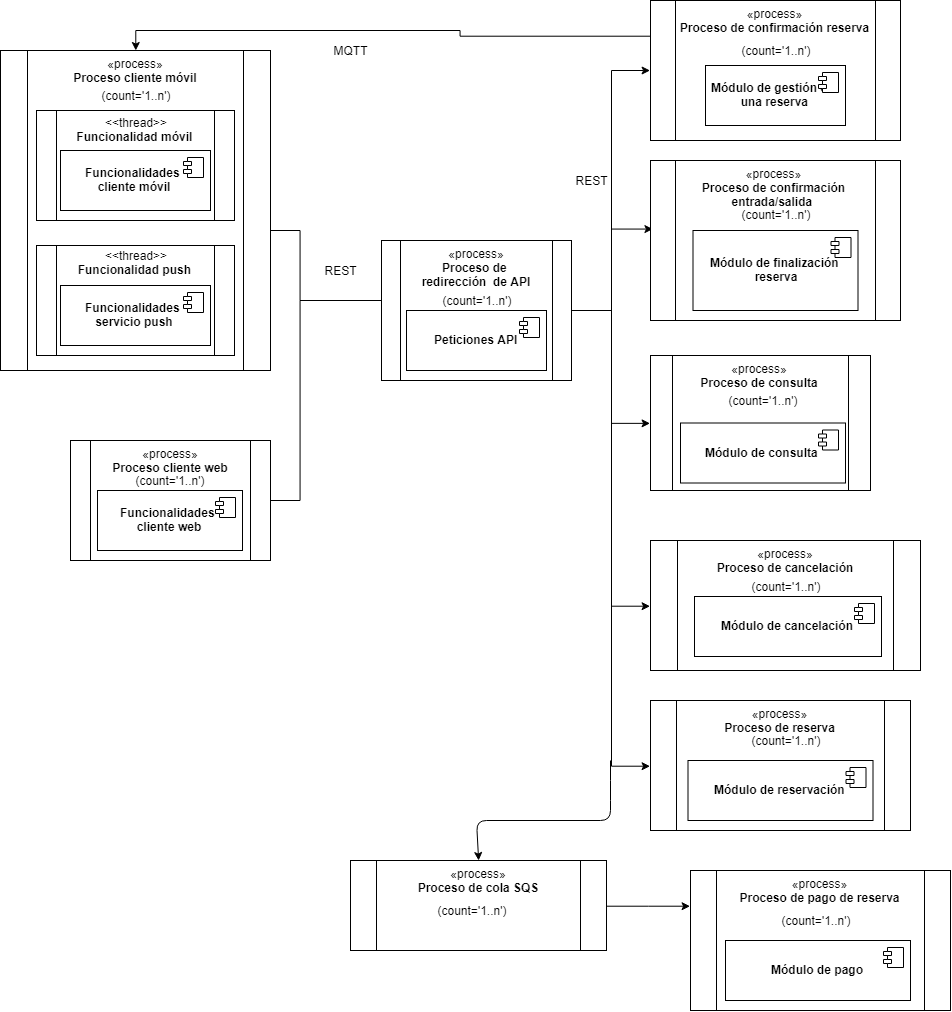 «process»
Proceso de confirmación reserva
(count='1..n')
Módulo de gestión
una reserva
MQTT
«process»
Proceso cliente móvil
(count='1..n')
<<thread>>
Funcionalidad móvil
Funcionalidades
cliente móvil
<<thread>>
Funcionalidad push
Funcionalidades
servicio push
REST
«process»
Proceso de confirmación
entrada/salida
(count='1..n')
Módulo de finalización
reserva
REST
«process»
Proceso de
redirección de API
(count='1..n')
Peticiones API
«process»
Proceso de consulta
(count='1..n')
Módulo de consulta
«process»
Proceso cliente web
(count='1..n')
Funcionalidades
cliente web
«process»
Proceso de cancelación
(count='1..n')
Módulo de cancelación
«process»
Proceso de reserva
(count='1..n')
Módulo de reservación
«process»
Proceso de cola SQS
(count='1..n')
«process»
Proceso de pago de reserva
(count='1..n')
Módulo de pago